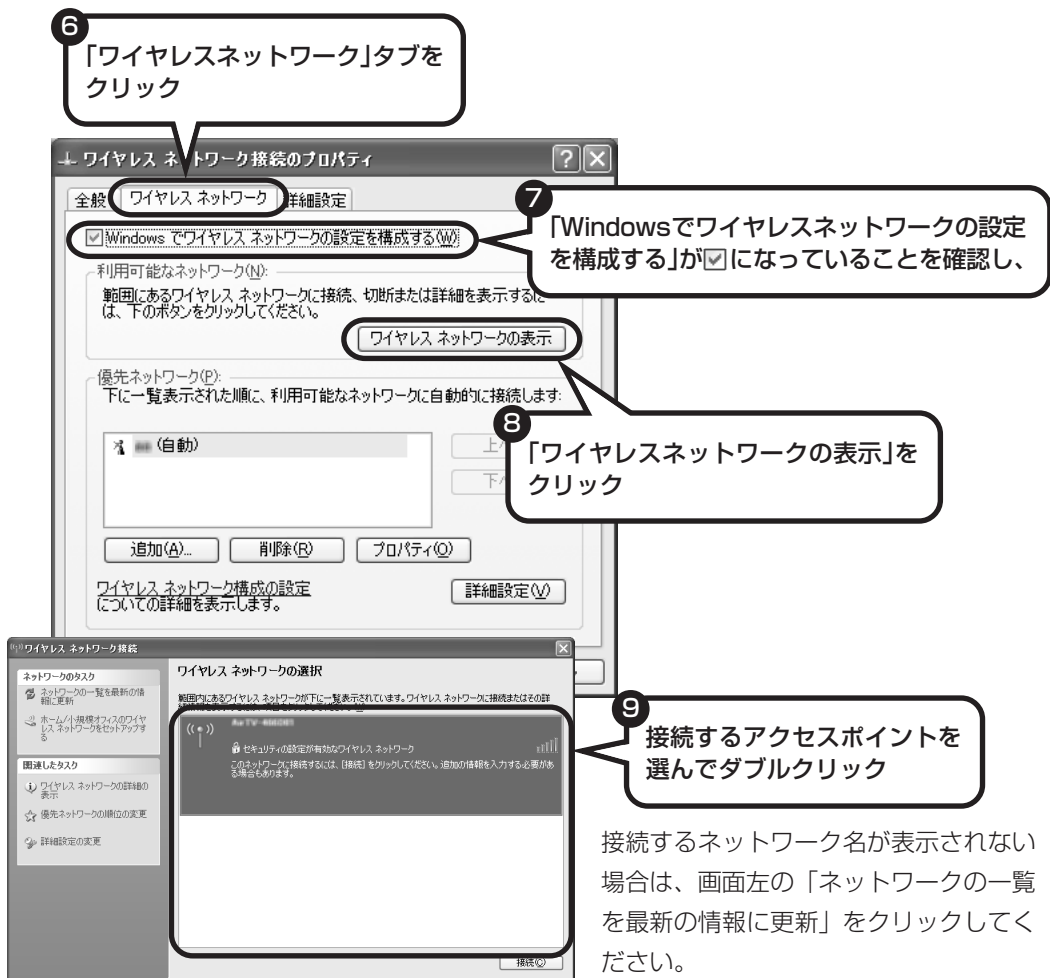 6
「ワイヤレスネットワーク」タブを
クリック
ワイヤレス ネットワーク接続のプロパティ
全般
ワイヤレス ネットワーク
詳細設定
7
「Windowsでワイヤレスネットワークの設定
を構成する」が☑になっていることを確認し、
Windows でワイヤレス ネットワークの設定を構成する(W)
利用可能なネットワーク(N):
範囲にあるワイヤレス ネットワークに接続、切断または詳細を表示するに
は、下のボタンをクリックしてください。
ワイヤレス ネットワークの表示
優先ネットワーク(P):
下に一覧表示された順に、利用可能なネットワークに自動的に接続します:
8
「ワイヤレスネットワークの表示」を
クリック
(自動)
上へ
下へ
追加(A)...
削除(R)
プロパティ(O)
ワイヤレス ネットワーク構成の設定
についての詳細を表示します。
詳細設定(V)
ワイヤレス ネットワーク接続
ネットワークのタスク
ネットワークの一覧を最新の情
報に更新
ホーム/小規模オフィスのワイヤ
レス ネットワークをセットアップす
る
関連したタスク
ワイヤレス ネットワークの詳細の
表示
優先ネットワークの順位の変更
詳細設定の変更
ワイヤレス ネットワークの選択
範囲内にあるワイヤレス ネットワークが下に一覧表示されています。ワイヤレス ネットワークに接続またはその詳
セキュリティの設定が有効なワイヤレス ネットワーク
このネットワークに接続するには、[接続] をクリックしてください。追加の情報を入力する必要があ
る場合もあります。
接続(C)
9
接続するアクセスポイントを
選んでダブルクリック
接続するネットワーク名が表示されない
場合は、画面左の「ネットワークの一覧
を最新の情報に更新」をクリックしてく
ださい。